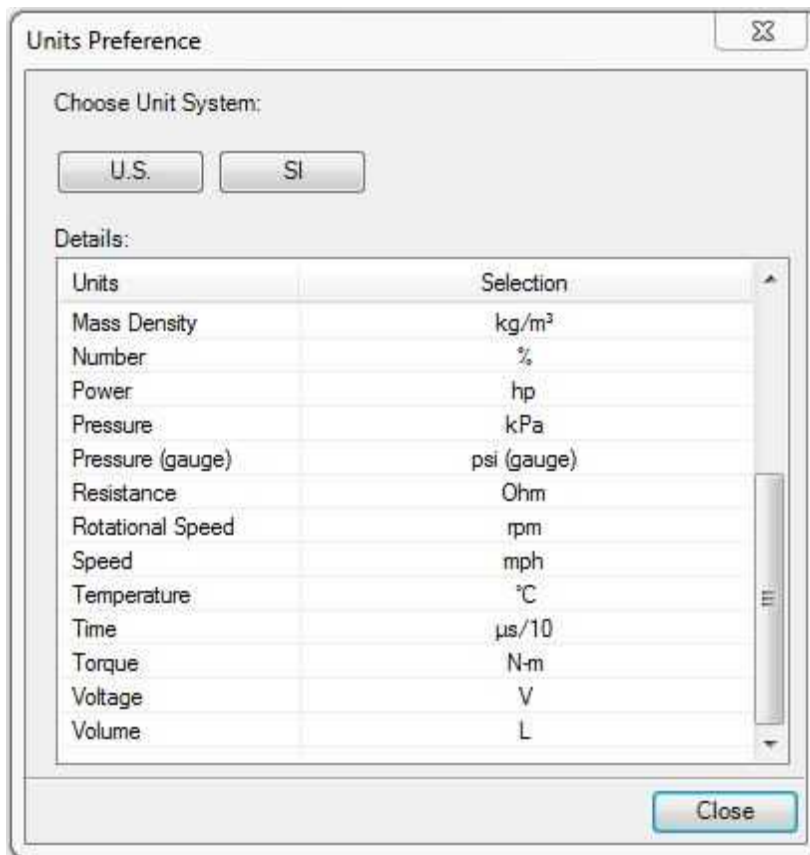 Units Preference
Choose Unit System:
U.S. SI
Details:
Units Selection
Mass Density kg/m³
Number %
Power hp
Pressure kPa
Pressure (gauge) psi (gauge)
Resistance Ohm
Rotational Speed rpm
Speed mph
Temperature °C
Time µs/10
Torque N-m
Voltage V
Volume L
Close